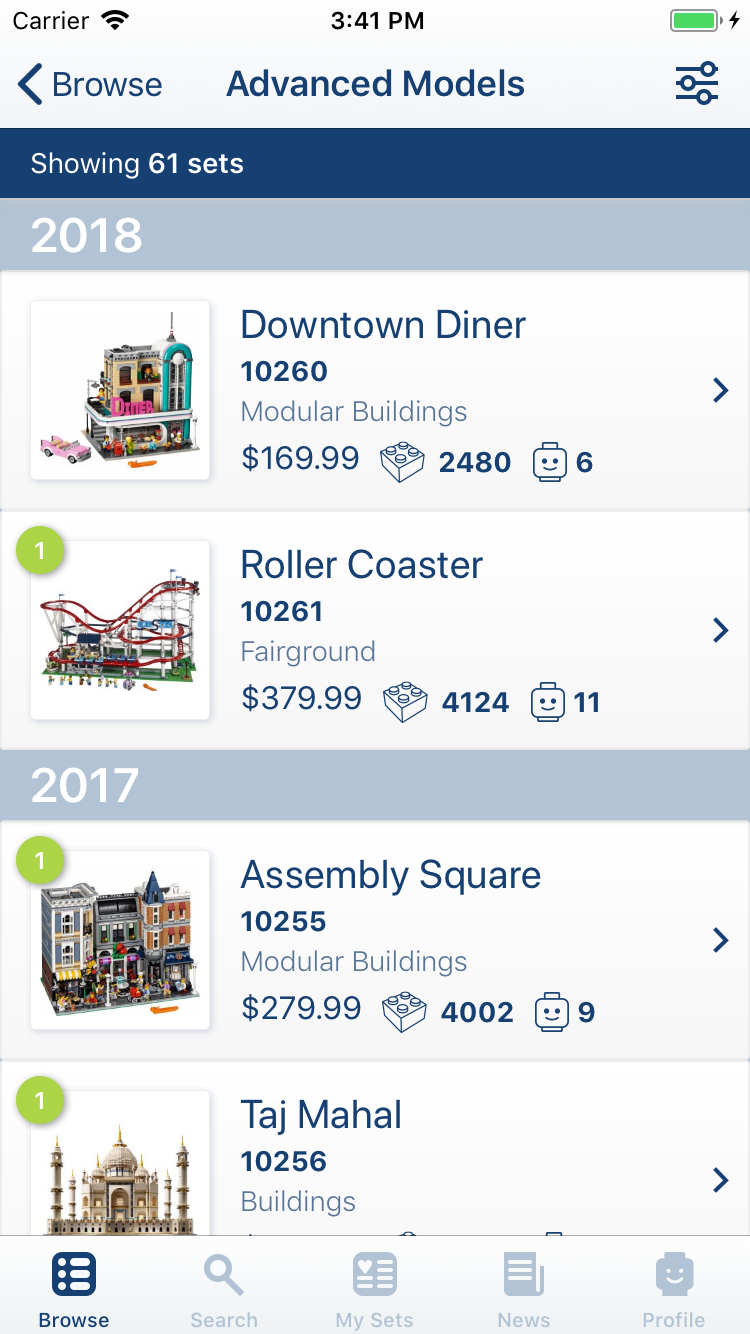 Carrier 3:41 PM
Browse Advanced Models
Showing 61 sets
2018
Downtown Diner
10260
Modular Buildings
$169.99 2480 6
DINER
1
Roller Coaster
10261
Fairground
$379.99 4124 11
2017
1
Assembly Square
10255
Modular Buildings
$279.99 4002 9
1
Taj Mahal
10256
Buildings
Browse Search My Sets News Profile